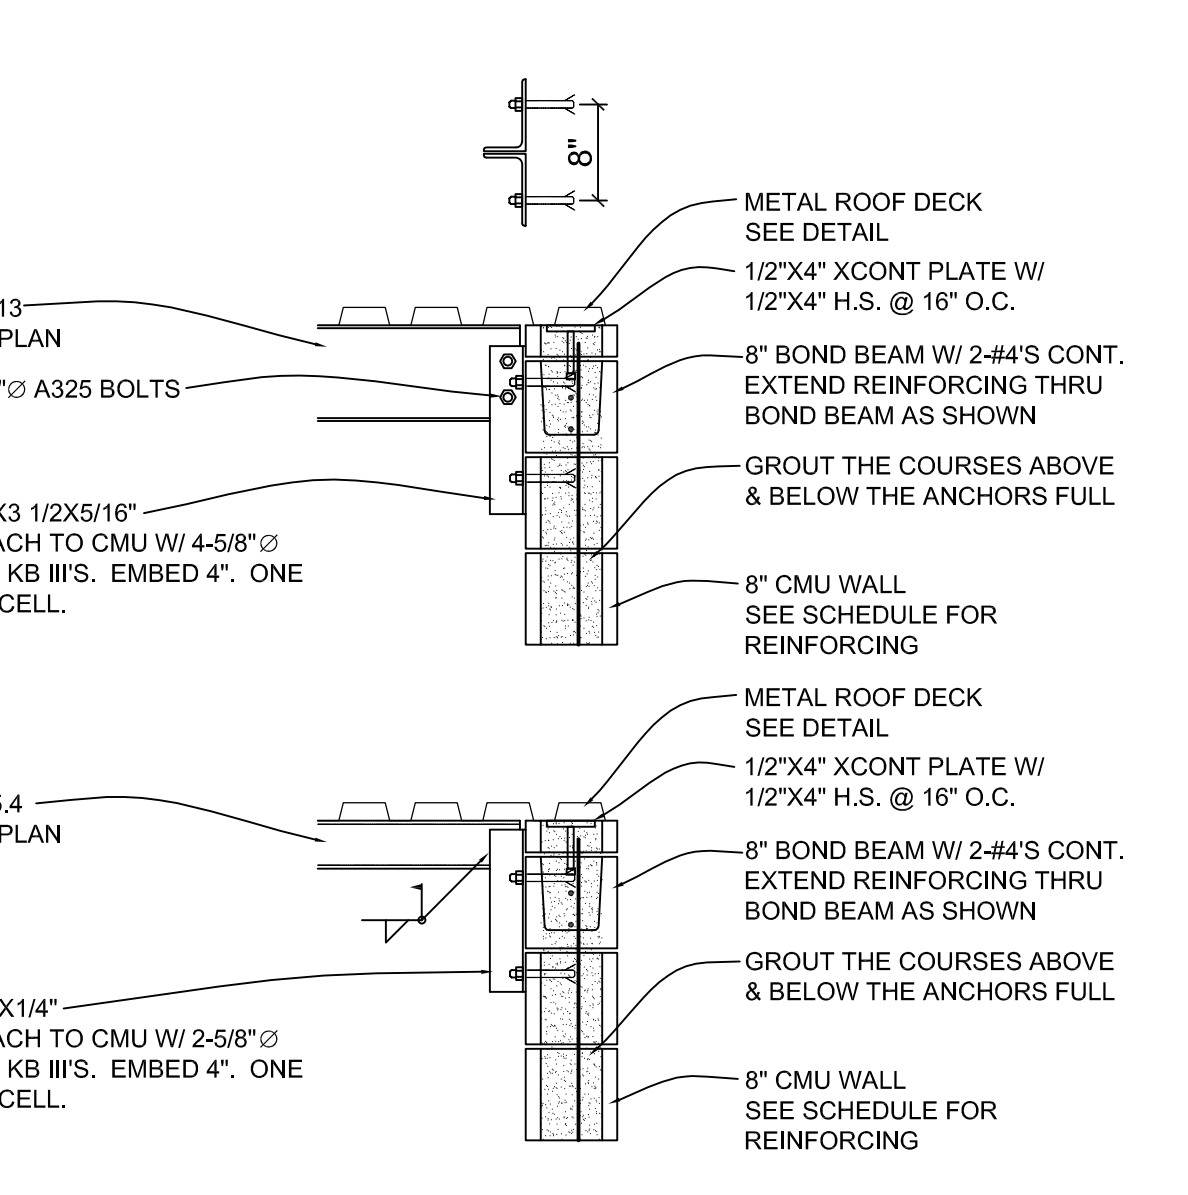 8"
METAL ROOF DECK
SEE DETAIL
1/2"X4" XCONT PLATE W/
1/2"X4" H.S. @ 16" O.C.
13
PLAN
8" BOND BEAM W/ 2-#4'S CONT.
EXTEND REINFORCING THRU
BOND BEAM AS SHOWN
"∅ A325 BOLTS
GROUT THE COURSES ABOVE
& BELOW THE ANCHORS FULL
X3 1/2X5/16"
ACH TO CMU W/ 4-5/8"∅
KB III'S. EMBED 4". ONE
CELL.
8" CMU WALL
SEE SCHEDULE FOR
REINFORCING
METAL ROOF DECK
SEE DETAIL
1/2"X4" XCONT PLATE W/
1/2"X4" H.S. @ 16" O.C.
5.4
PLAN
8" BOND BEAM W/ 2-#4'S CONT.
EXTEND REINFORCING THRU
BOND BEAM AS SHOWN
GROUT THE COURSES ABOVE
& BELOW THE ANCHORS FULL
X1/4"
ACH TO CMU W/ 2-5/8"∅
KB III'S. EMBED 4". ONE
CELL.
8" CMU WALL
SEE SCHEDULE FOR
REINFORCING